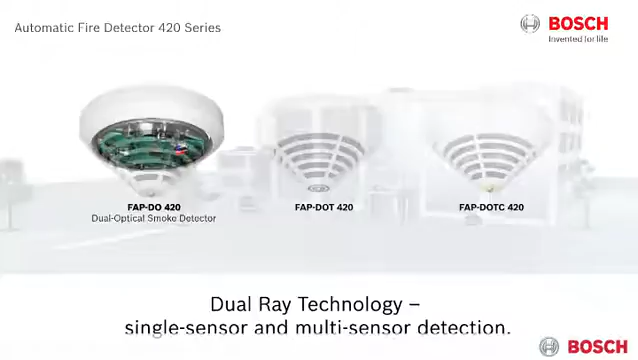 Automatic Fire Detector 420 Series
BOSCH
Invented for life
FAP-DO 420
Dual-Optical Smoke Detector
FAP-DOT 420
FAP-DOTC 420
Dual Ray Technology –
single-sensor and multi-sensor detection.
BOSCH